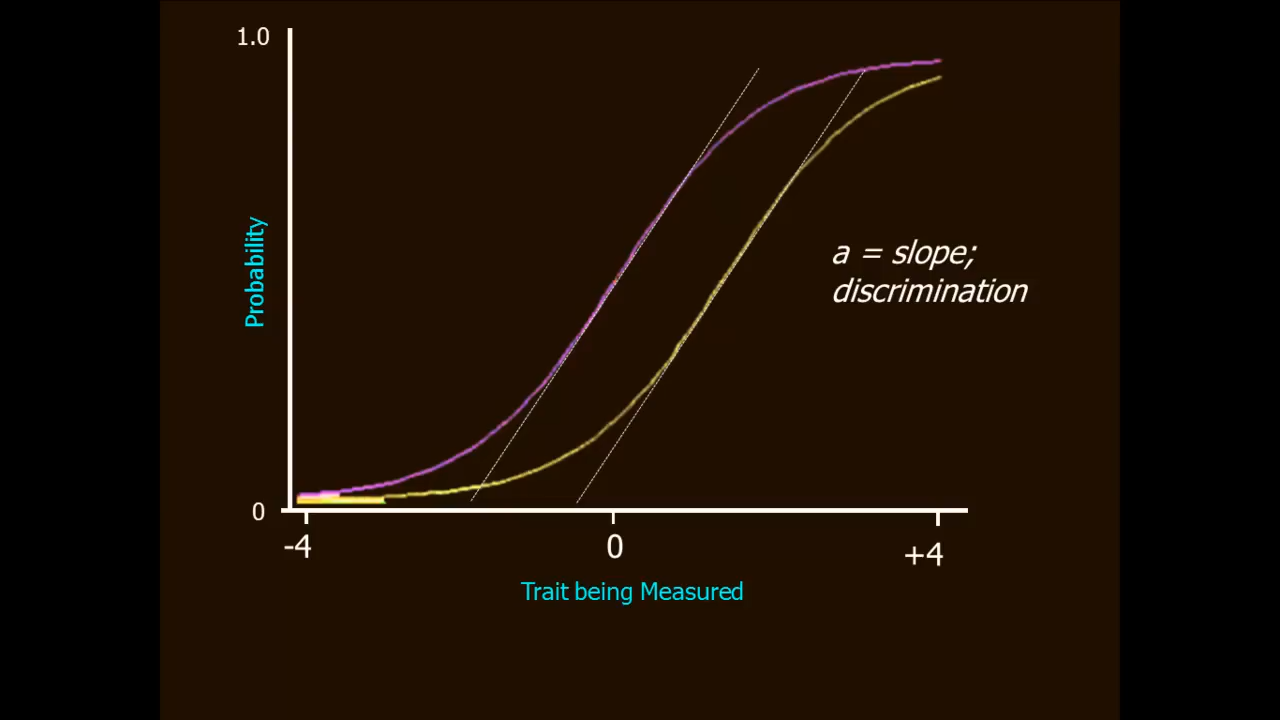 1.0
Probability
a = slope;
discrimination
0
-4
0
+4
Trait being Measured